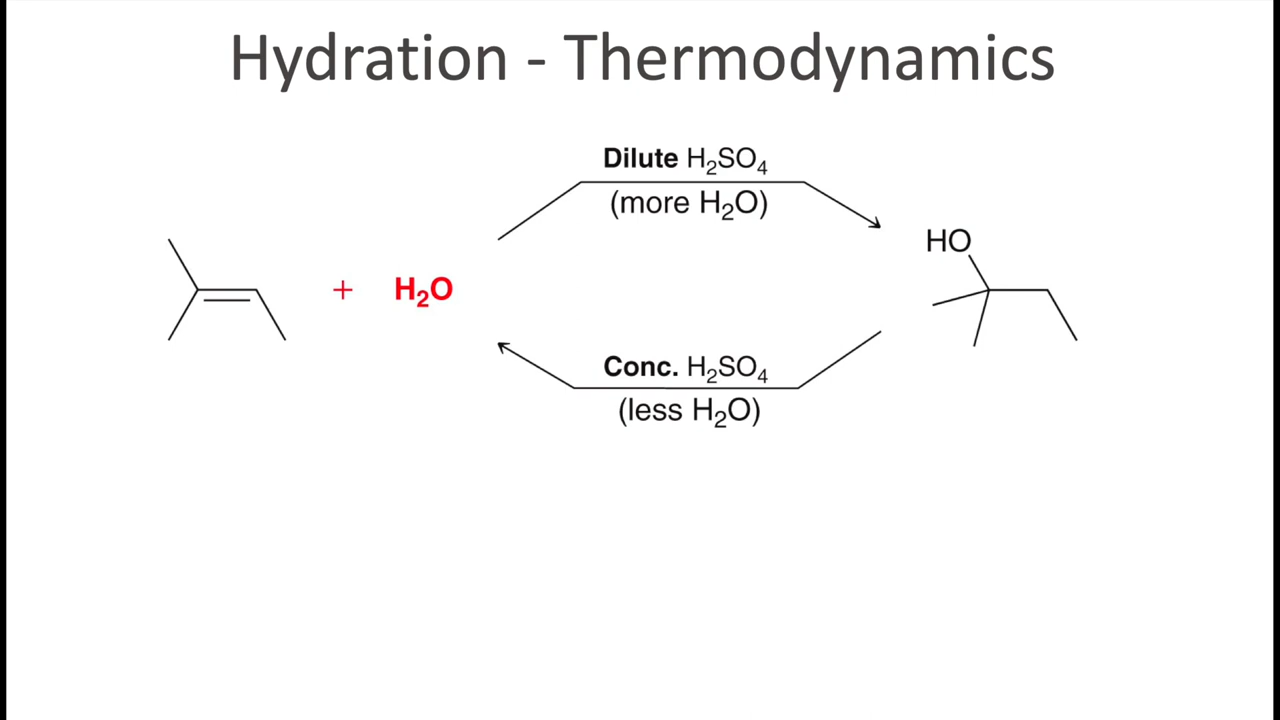 Hydration - Thermodynamics
Dilute H₂SO₄
(more H₂O)
HO
+ H₂O
Conc. H₂SO₄
(less H₂O)